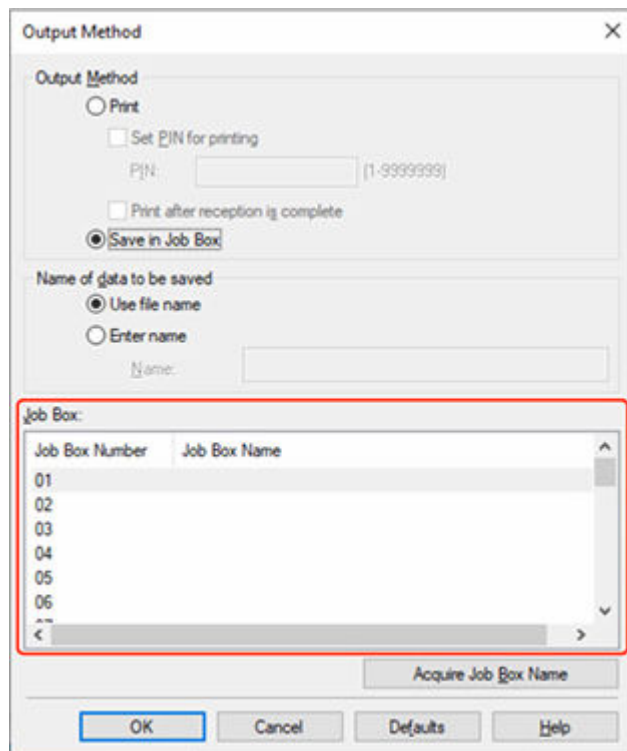 Output Method
Output Method
Print
Set PIN for printing
PIN: (1-9999999)
Print after reception is complete
Save in Job Box
Name of data to be saved
Use file name
Enter name
Name:
Job Box:
Job Box Number Job Box Name
01
02
03
04
05
06
Acquire Job Box Name
OK Cancel Defaults Help